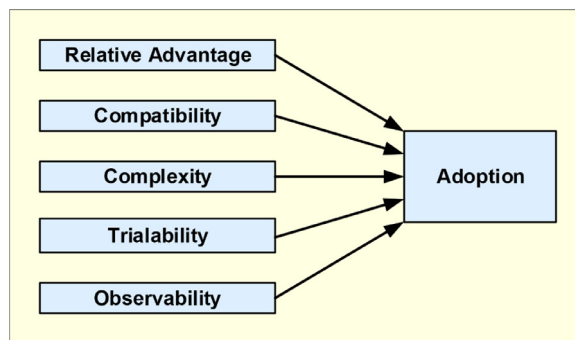 Relative Advantage
Compatibility
Complexity
Adoption
Trialability
Observability